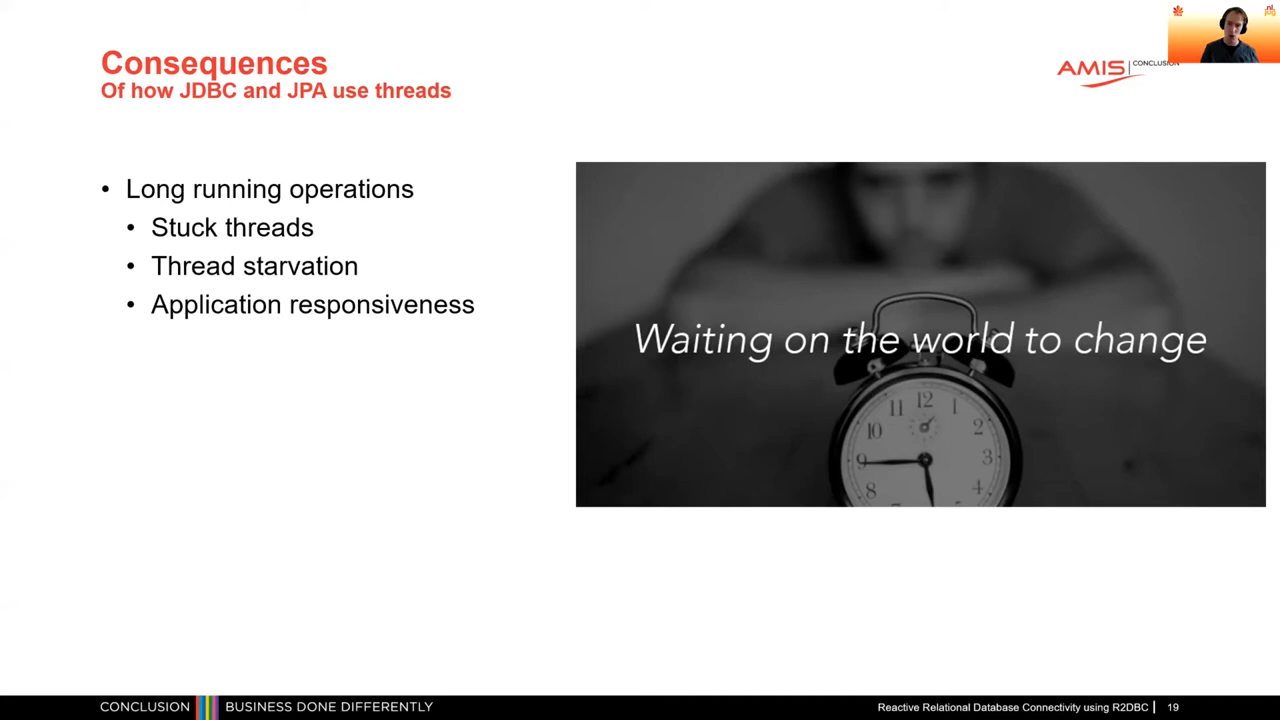 Consequences
Of how JDBC and JPA use threads
AMIS | CONCLUSION
nl
jug
• Long running operations
• Stuck threads
• Thread starvation
• Application responsiveness
Waiting on the world to change
12
11
1
10
2
9
3
8
4
CONCLUSION
BUSINESS DONE DIFFERENTLY
Reactive Relational Database Connectivity using R2DBC
19